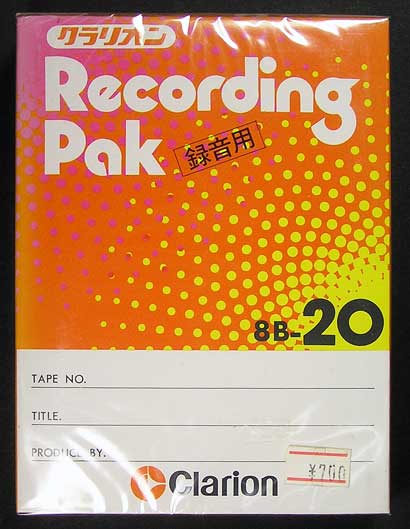 クラリオン
Recording
Pak
録音用
8B-20
TAPE NO.
TITLE.
PRODUCE BY.
Clarion
¥700